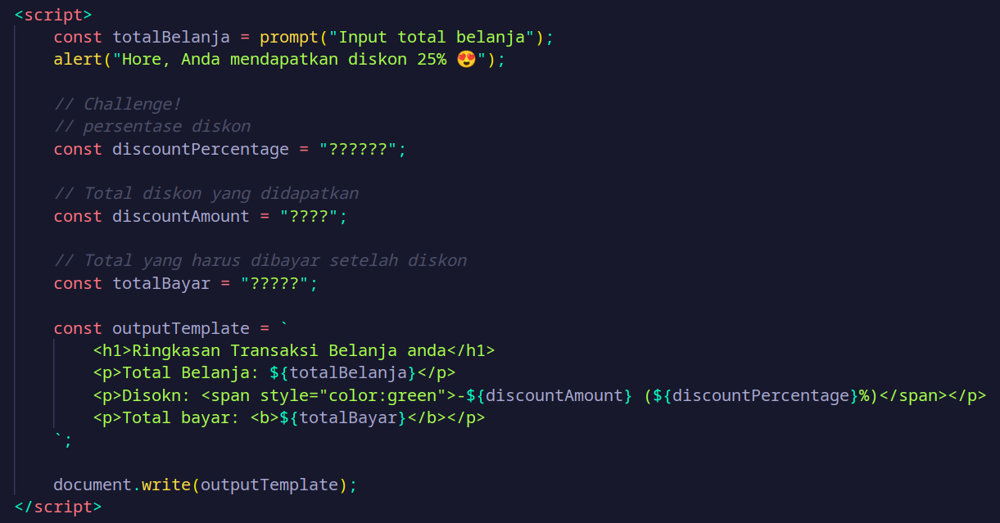 <script>
const totalBelanja = prompt("Input total belanja");
alert("Hore, Anda mendapatkan diskon 25% 😍");
// Challenge!
// persentase diskon
const discountPercentage = "??????";
// Total diskon yang didapatkan
const discountAmount = "????";
// Total yang harus dibayar setelah diskon
const totalBayar = "?????";
const outputTemplate = `
<h1>Ringkasan Transaksi Belanja anda</h1>
<p>Total Belanja: ${totalBelanja}</p>
<p>Disokn: <span style="color:green">-${discountAmount} (${discountPercentage}%)</span></p>
<p>Total bayar: <b>${totalBayar}</b></p>
`;
document.write(outputTemplate);
</script>